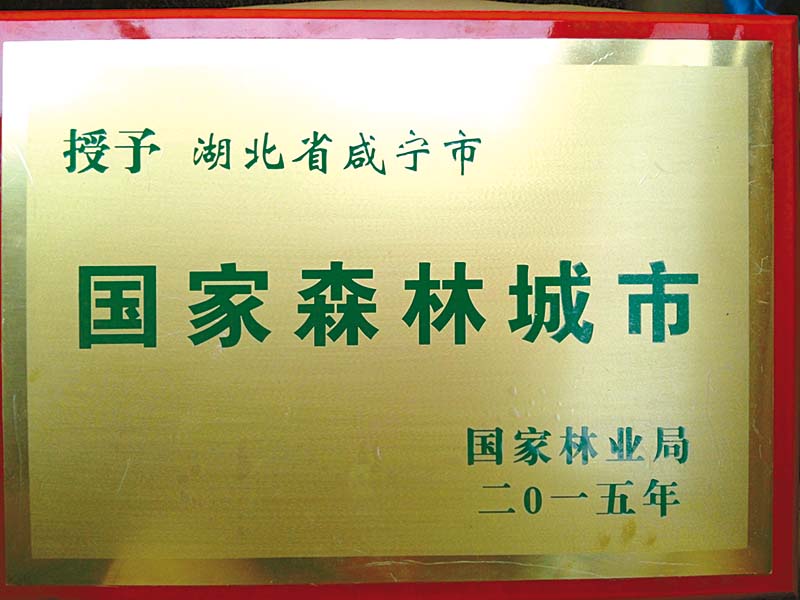 授予 湖北省咸宁市
国家森林城市
国家林业局
二0一五年